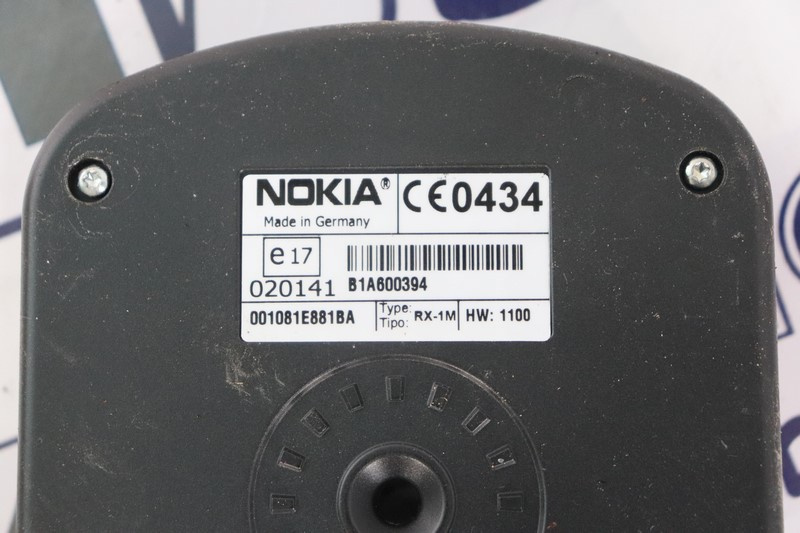 NOKIA®
Made in Germany
CE0434
e17
020141
B1A600394
001081E881BA
Type:
Tipo: RX-1M
HW: 1100